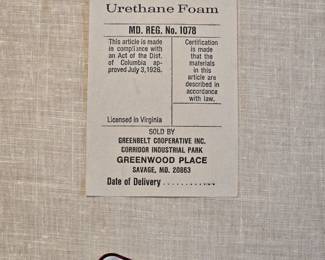 Urethane Foam
MD. REG. No. 1078
This article is made
in compliance with
an Act of the Dist.
of Columbia ap-
proved July 3, 1926.
Licensed in Virginia
Certification
is made
that the
materials
in this
article are
described in
accordance
with law.
SOLD BY
GREENBELT COOPERATIVE INC.
CORRIDOR INDUSTRIAL PARK
GREENWOOD PLACE
SAVAGE, MD. 20863
Date of Delivery ............